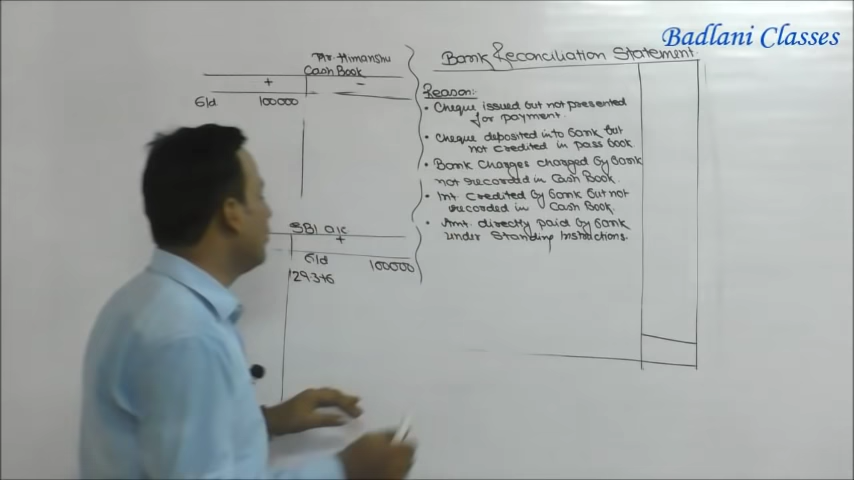 Badlani Classes
Mr. Himanshu
Cash Book
+ -
B/d 100000
SBI a/c
+
B/d 100000
29.3.16
Bank Reconciliation Statement.
Reason:
• Cheque issued but not presented
for payment.
• Cheque deposited into bank but
not credited in pass book
• Bank Charges charged by bank
not recorded in Cash Book.
• Int credited by bank but not
recorded in Cash Book.
• Amt. directly paid by bank
under Standing Instructions.